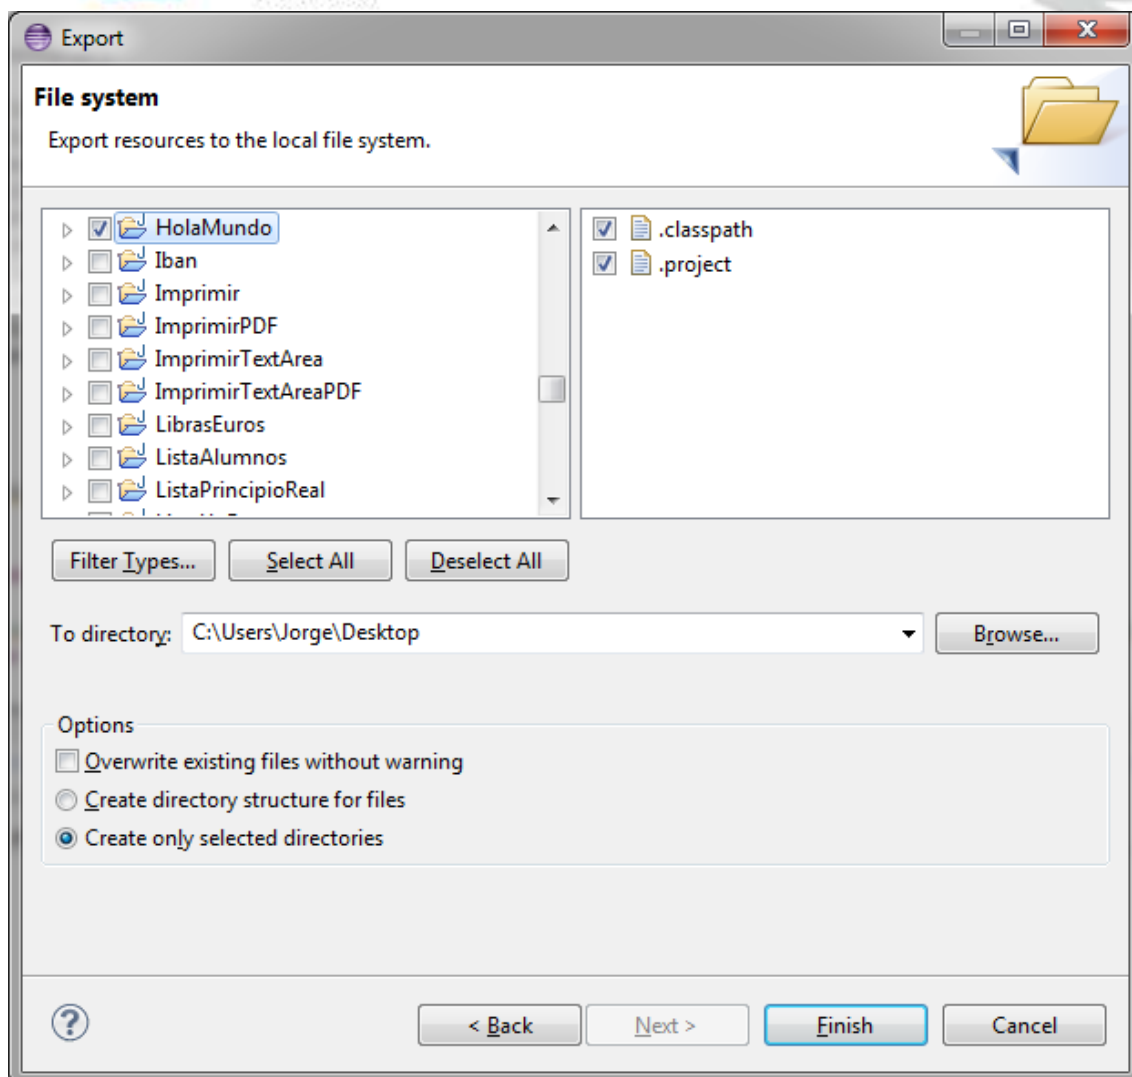 Export
File system
Export resources to the local file system.
HolaMundo
Iban
Imprimir
ImprimirPDF
ImprimirTextArea
ImprimirTextAreaPDF
LibrasEuros
ListaAlumnos
ListaPrincipioReal
.classpath
.project
Filter Types... Select All Deselect All
To directory: C:\Users\Jorge\Desktop Browse...
Options
Overwrite existing files without warning
Create directory structure for files
Create only selected directories
? < Back Next > Finish Cancel